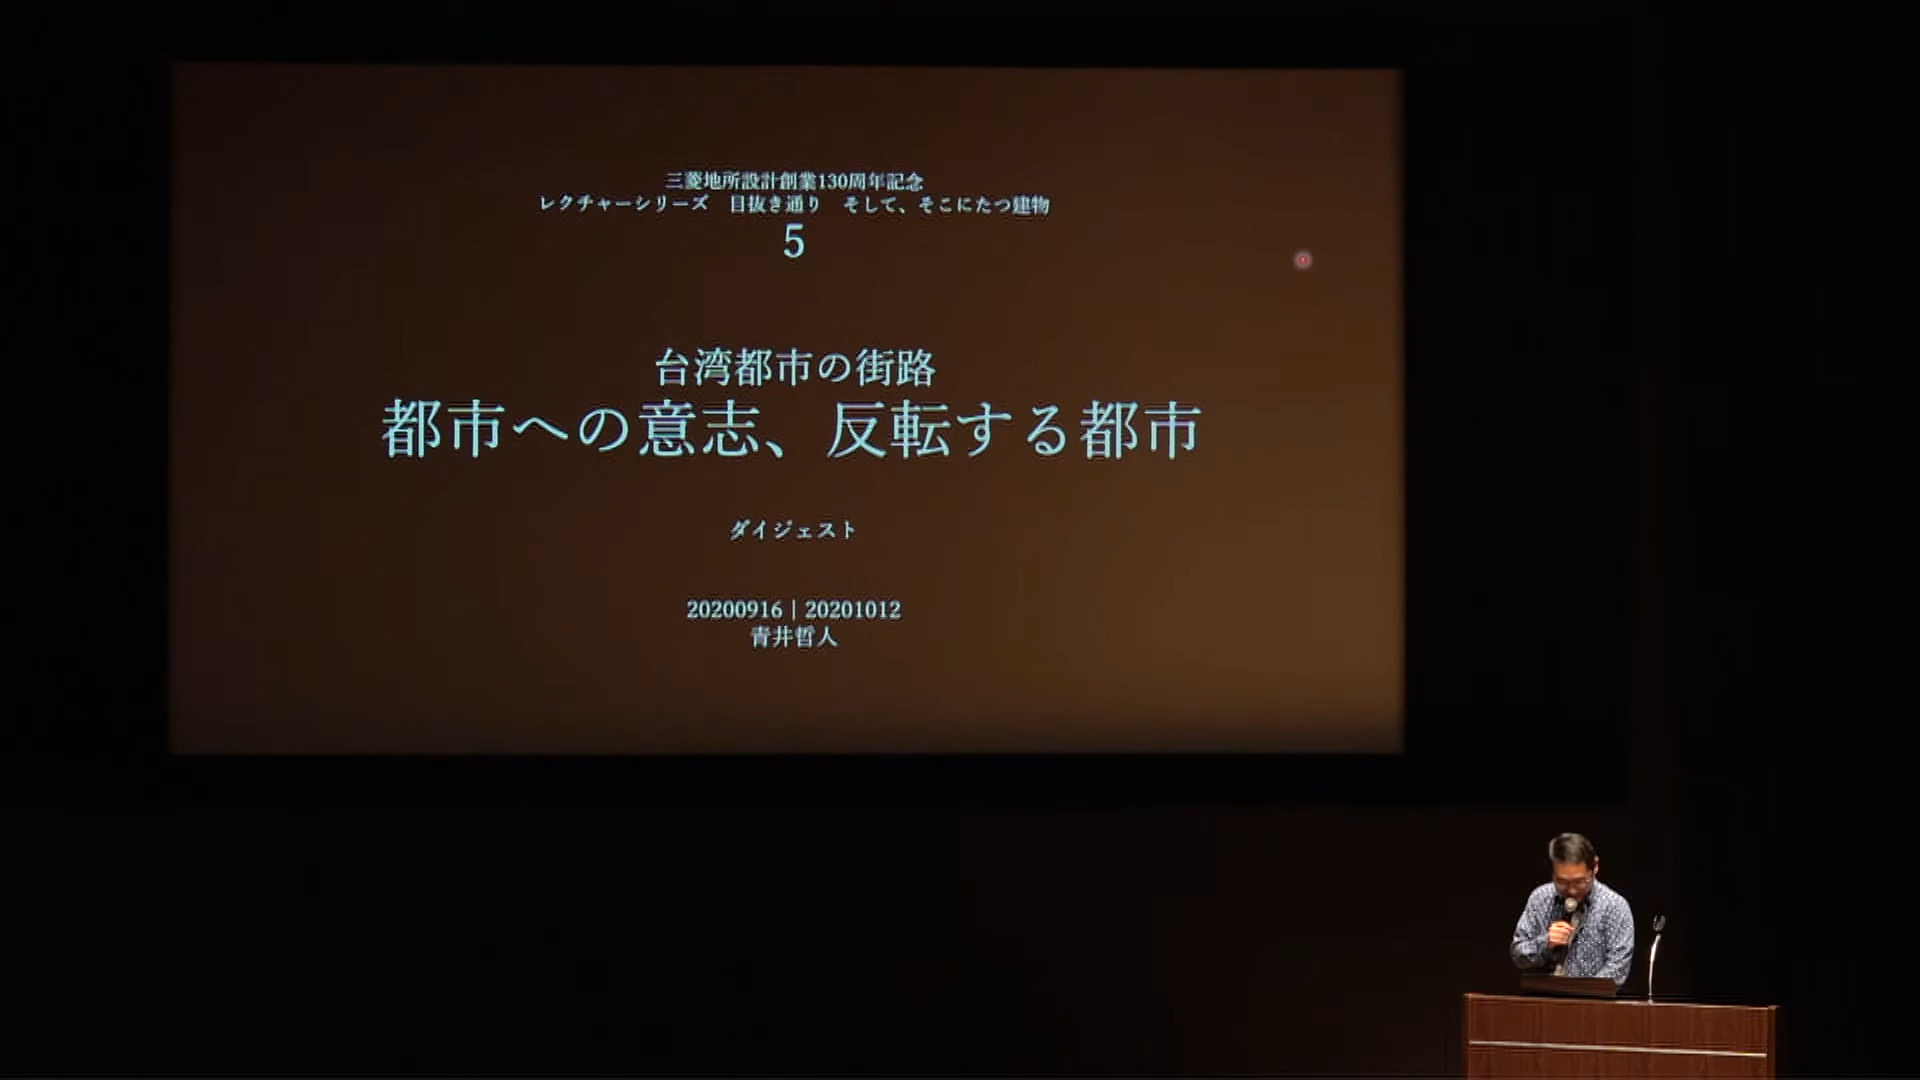 三菱地所設計創業130周年記念
レクチャーシリーズ　目抜き通り　そして、そこにたつ建物
5
台湾都市の街路
都市への意志、反転する都市
ダイジェスト
20200916 | 20201012
青井哲人